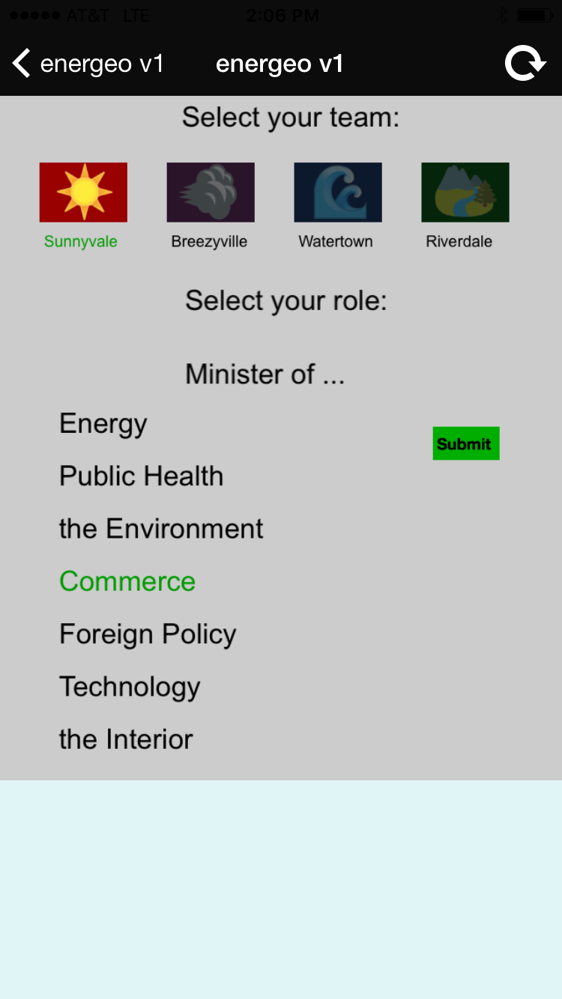 AT&T LTE 2:06 PM
energeo v1 energeo v1
Select your team:
Sunnyvale Breezyville Watertown Riverdale
Select your role:
Minister of ...
Energy
Submit
Public Health
the Environment
Commerce
Foreign Policy
Technology
the Interior